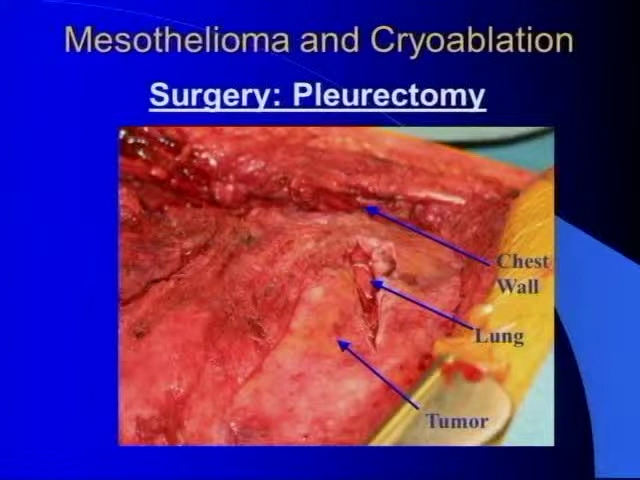 Mesothelioma and Cryoablation
Surgery: Pleurectomy
Chest
Wall
Lung
Tumor